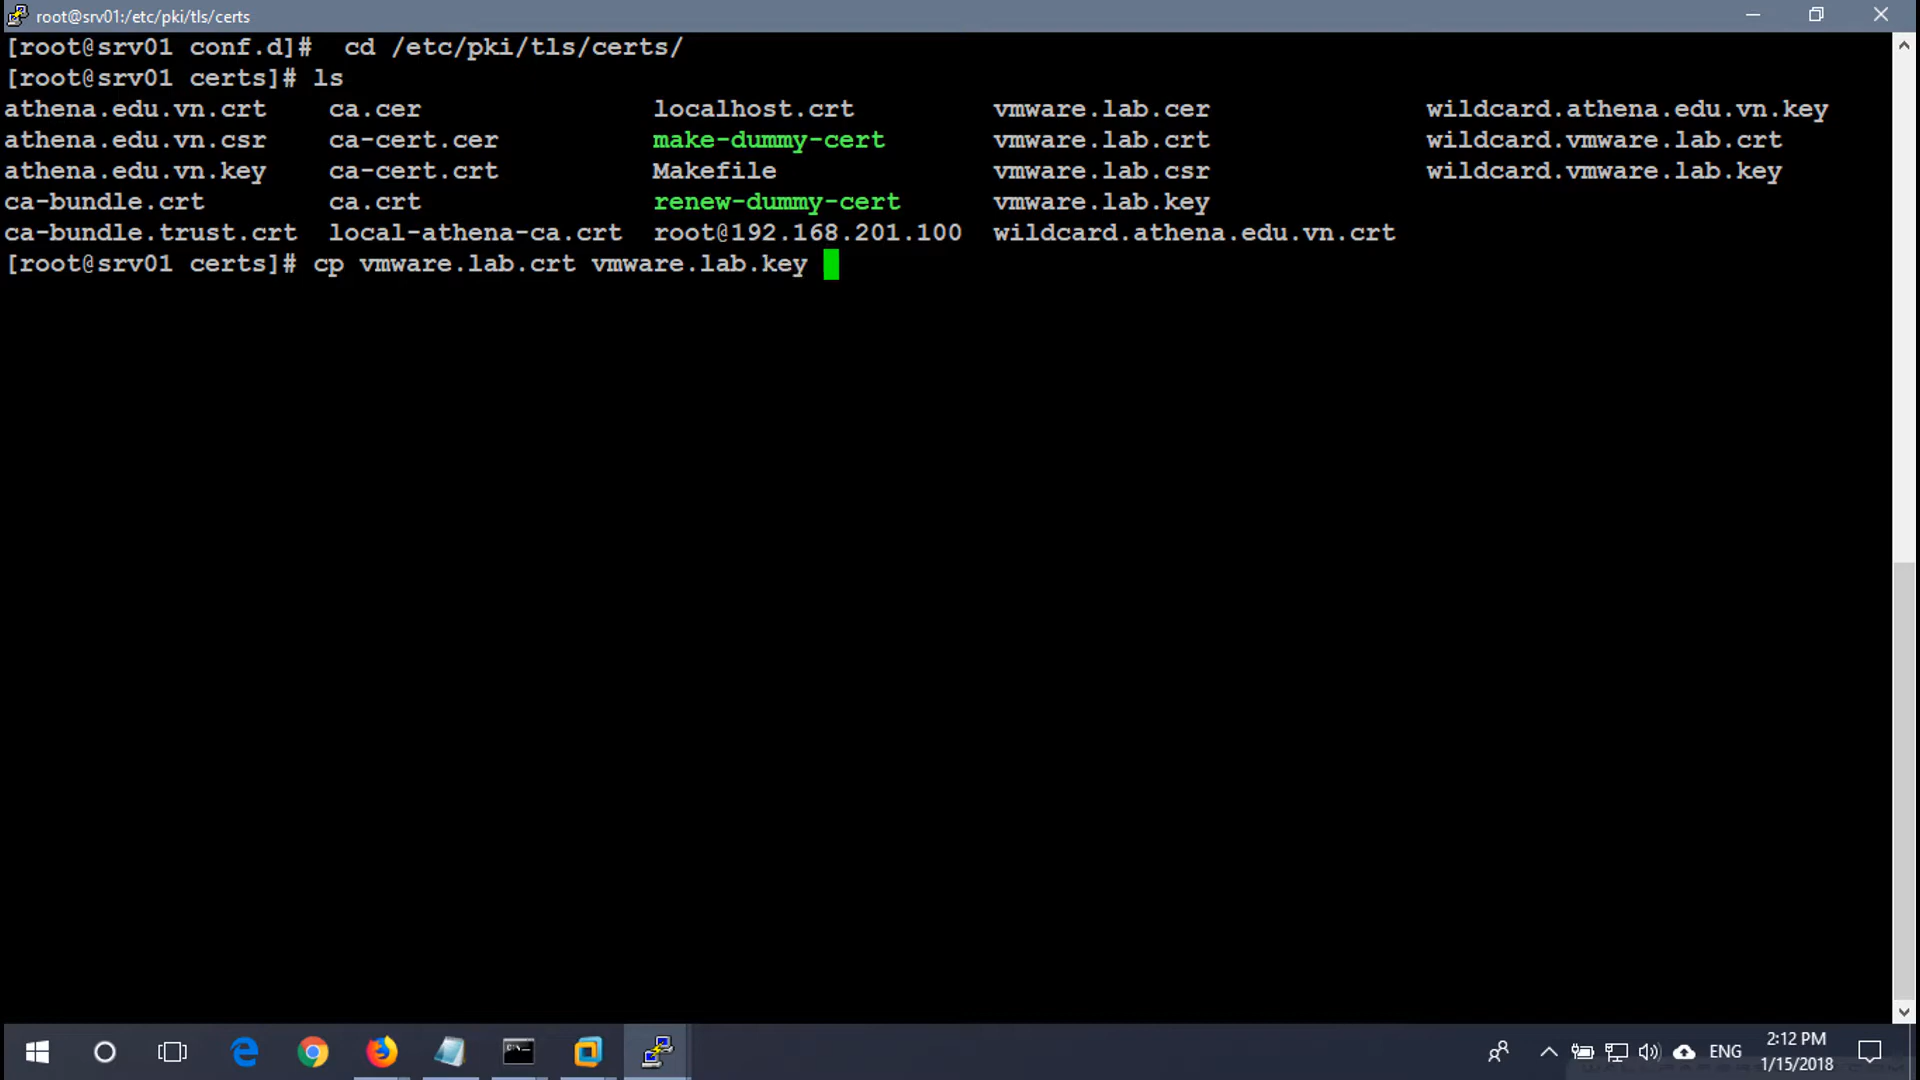 root@srv01:/etc/pki/tls/certs
[root@srv01 conf.d]#  cd /etc/pki/tls/certs/
[root@srv01 certs]# ls
athena.edu.vn.crt    ca.cer               localhost.crt         vmware.lab.cer              wildcard.athena.edu.vn.key
athena.edu.vn.csr    ca-cert.cer          make-dummy-cert       vmware.lab.crt              wildcard.vmware.lab.crt
athena.edu.vn.key    ca-cert.crt          Makefile              vmware.lab.csr              wildcard.vmware.lab.key
ca-bundle.crt        ca.crt               renew-dummy-cert      vmware.lab.key
ca-bundle.trust.crt  local-athena-ca.crt  root@192.168.201.100  wildcard.athena.edu.vn.crt
[root@srv01 certs]# cp vmware.lab.crt vmware.lab.key
ENG
2:12 PM
1/15/2018